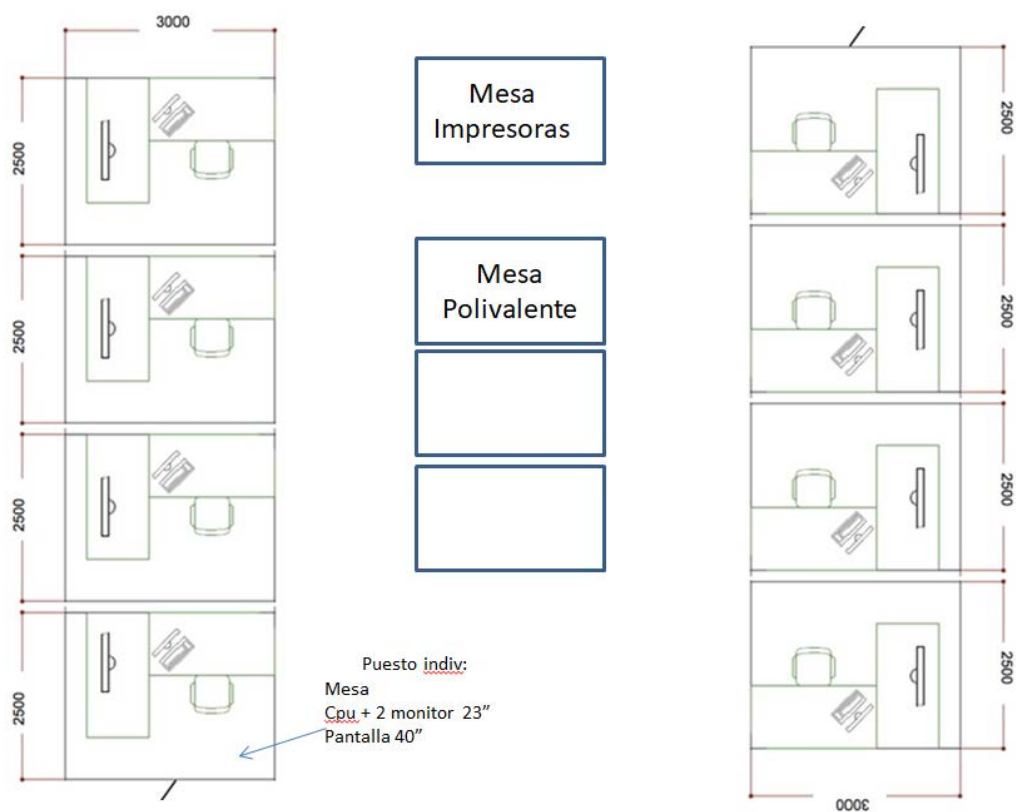 3000
2500
2500
2500
2500
Mesa
Impresoras
Mesa
Polivalente
Puesto indiv:
Mesa
Cpu + 2 monitor 23”
Pantalla 40”
2500
2500
2500
2500
3000